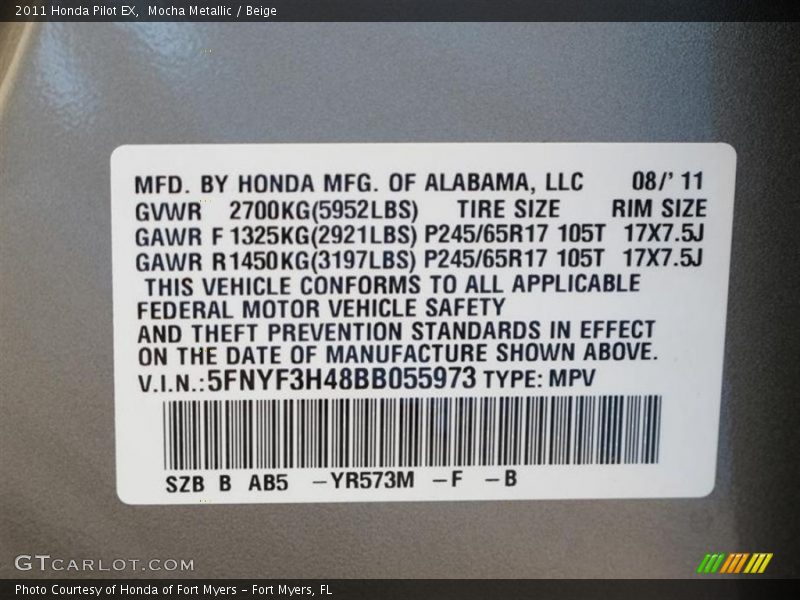 2011 Honda Pilot EX, Mocha Metallic / Beige
MFD. BY HONDA MFG. OF ALABAMA, LLC 08/' 11
GVWR 2700KG(5952LBS) TIRE SIZE RIM SIZE
GAWR F 1325KG(2921LBS) P245/65R17 105T 17X7.5J
GAWR R1450KG(3197LBS) P245/65R17 105T 17X7.5J
THIS VEHICLE CONFORMS TO ALL APPLICABLE
FEDERAL MOTOR VEHICLE SAFETY
AND THEFT PREVENTION STANDARDS IN EFFECT
ON THE DATE OF MANUFACTURE SHOWN ABOVE.
V.I.N.:5FNYF3H48BB055973 TYPE: MPV
SZB B AB5 –YR573M –F –B
GTCARLOT.COM
Photo Courtesy of Honda of Fort Myers – Fort Myers, FL